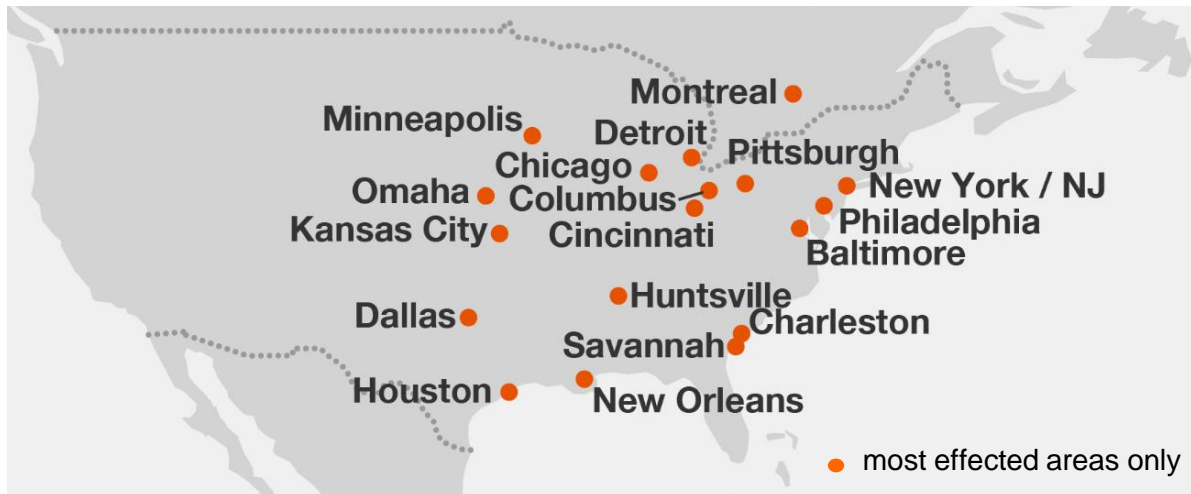 Montreal
Minneapolis
Detroit
Pittsburgh
Chicago
Omaha
Columbus
New York / NJ
Kansas City
Cincinnati
Philadelphia
Baltimore
Huntsville
Dallas
Charleston
Savannah
Houston
New Orleans
most effected areas only